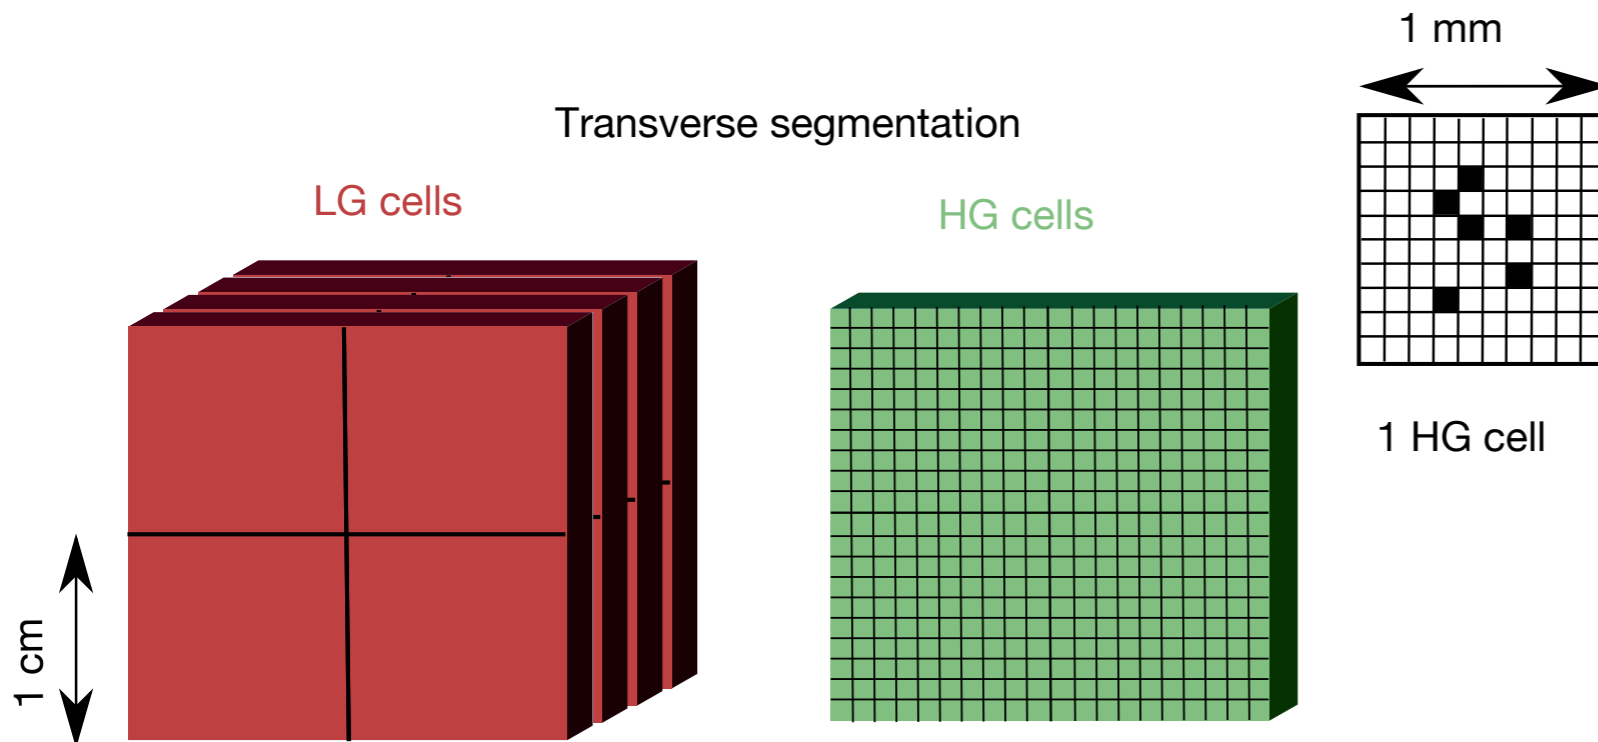 1 mm
Transverse segmentation
LG cells
HG cells
1 HG cell
1 cm